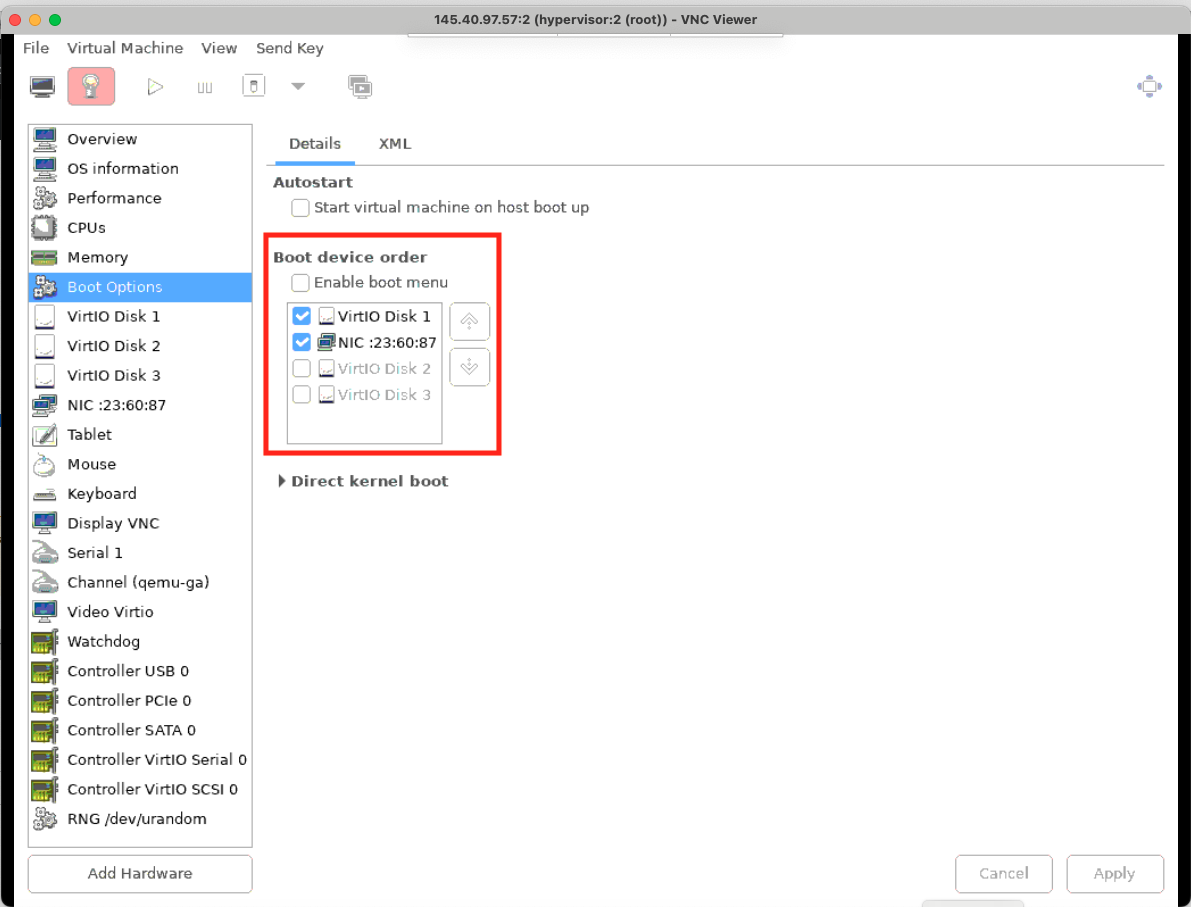 145.40.97.57:2 (hypervisor:2 (root)) - VNC Viewer
File Virtual Machine View Send Key
Overview
OS information
Performance
CPUs
Memory
Boot Options
VirtIO Disk 1
VirtIO Disk 2
VirtIO Disk 3
NIC :23:60:87
Tablet
Mouse
Keyboard
Display VNC
Serial 1
Channel (qemu-ga)
Video Virtio
Watchdog
Controller USB 0
Controller PCIe 0
Controller SATA 0
Controller VirtIO Serial 0
Controller VirtIO SCSI 0
RNG /dev/urandom
Add Hardware
Details XML
Autostart
Start virtual machine on host boot up
Boot device order
Enable boot menu
VirtIO Disk 1
NIC :23:60:87
VirtIO Disk 2
VirtIO Disk 3
Direct kernel boot
Cancel Apply